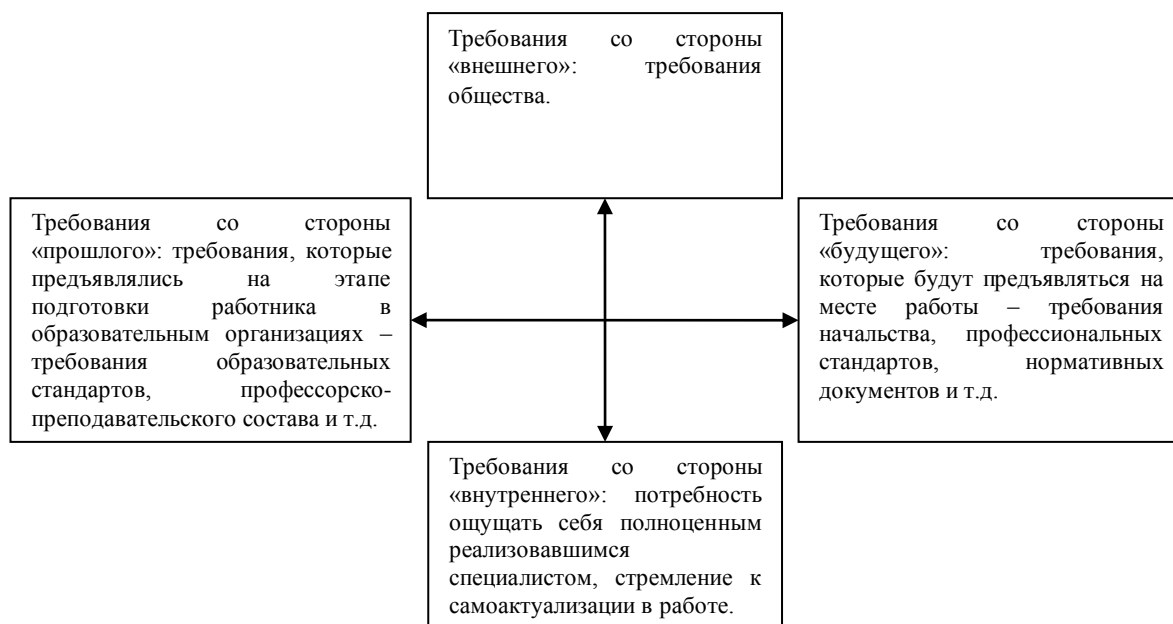 Требования со стороны
«внешнего»: требования
общества.
Требования со стороны
«прошлого»: требования, которые
предъявлялись на этапе
подготовки работника в
образовательным организациях –
требования образовательных
стандартов, профессорско-
преподавательского состава и т.д.
Требования со стороны
«будущего»: требования,
которые будут предъявляться на
месте работы – требования
начальства, профессиональных
стандартов, нормативных
документов и т.д.
Требования со стороны
«внутреннего»: потребность
ощущать себя полноценным
реализовавшимся
специалистом, стремление к
самоактуализации в работе.